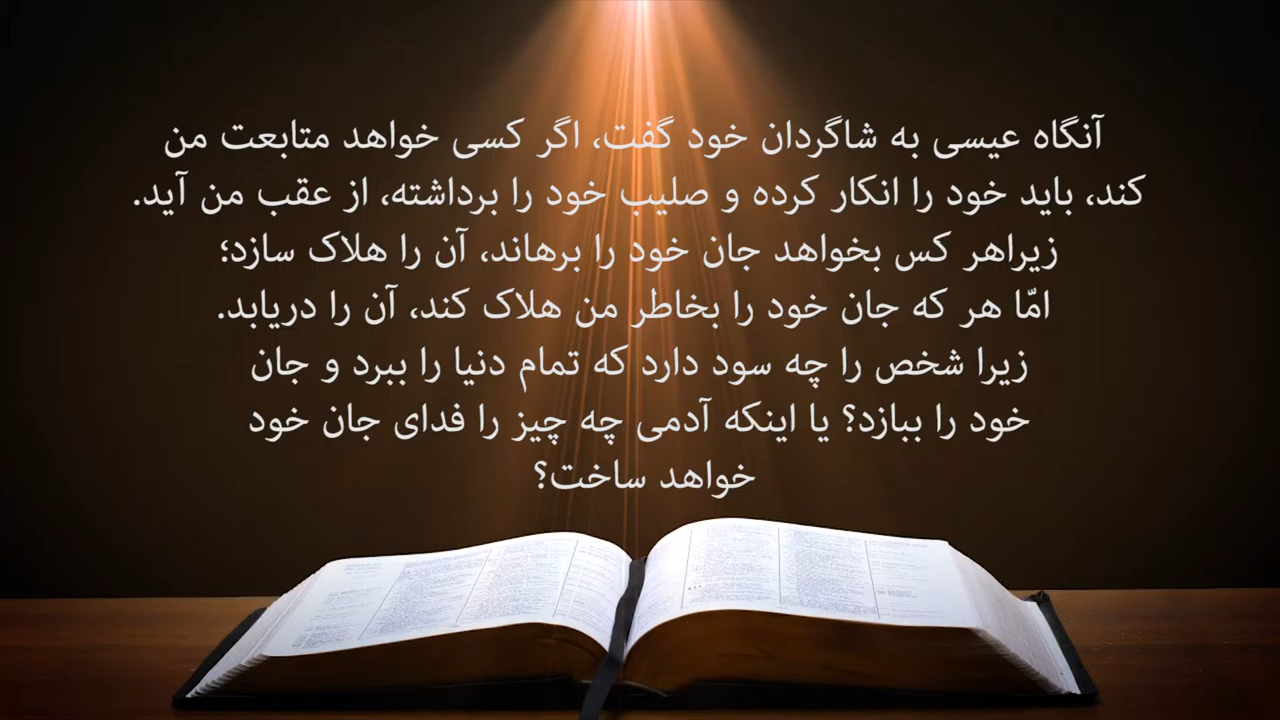 آنگاه عیسی به شاگردان خود گفت، اگر کسی خواهد متابعت من
کند، باید خود را انکار کرده و صلیب خود را برداشته، از عقب من آید.
زیراهر کس بخواهد جان خود را برهاند، آن را هلاک سازد؛
امّا هر که جان خود را بخاطر من هلاک کند، آن را دریابد.
زیرا شخص را چه سود دارد که تمام دنیا را ببرد و جان
خود را ببازد؟ یا اینکه آدمی چه چیز را فدای جان خود
خواهد ساخت؟